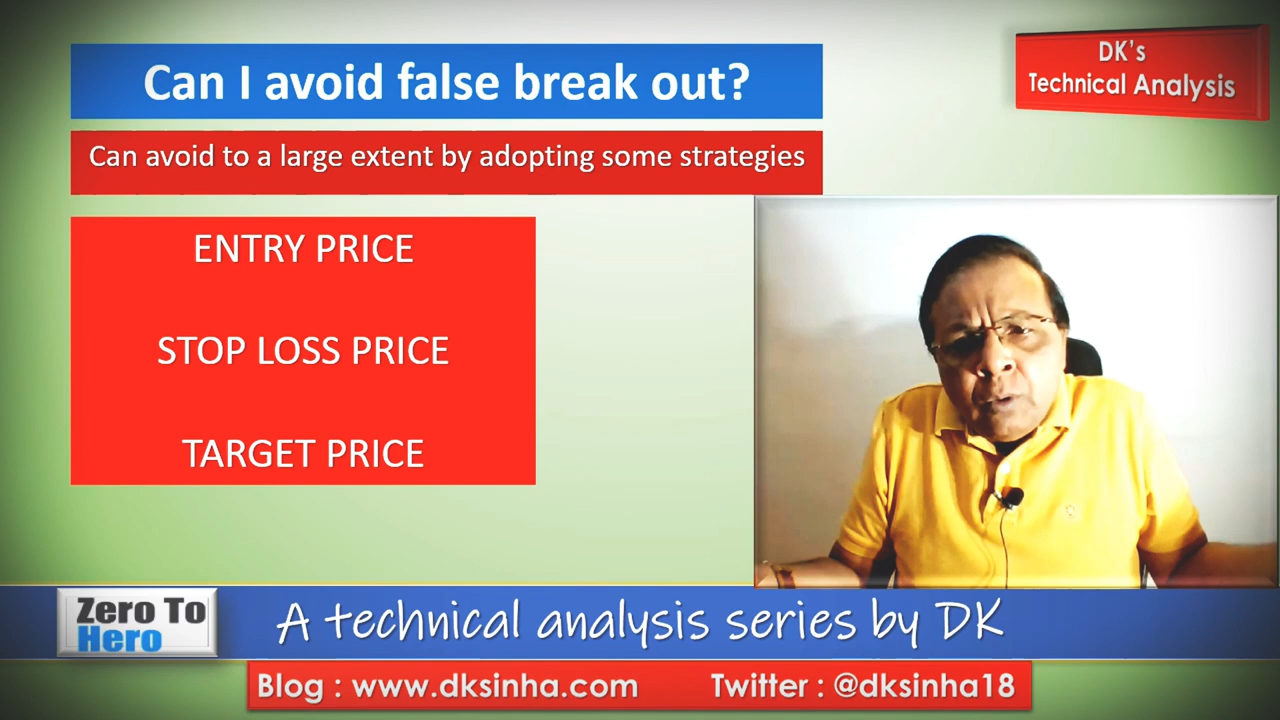 Can I avoid false break out?
DK's
Technical Analysis
Can avoid to a large extent by adopting some strategies
ENTRY PRICE
STOP LOSS PRICE
TARGET PRICE
Zero To
Hero
A technical analysis series by DK
Blog : www.dksinha.com Twitter : @dksinha18